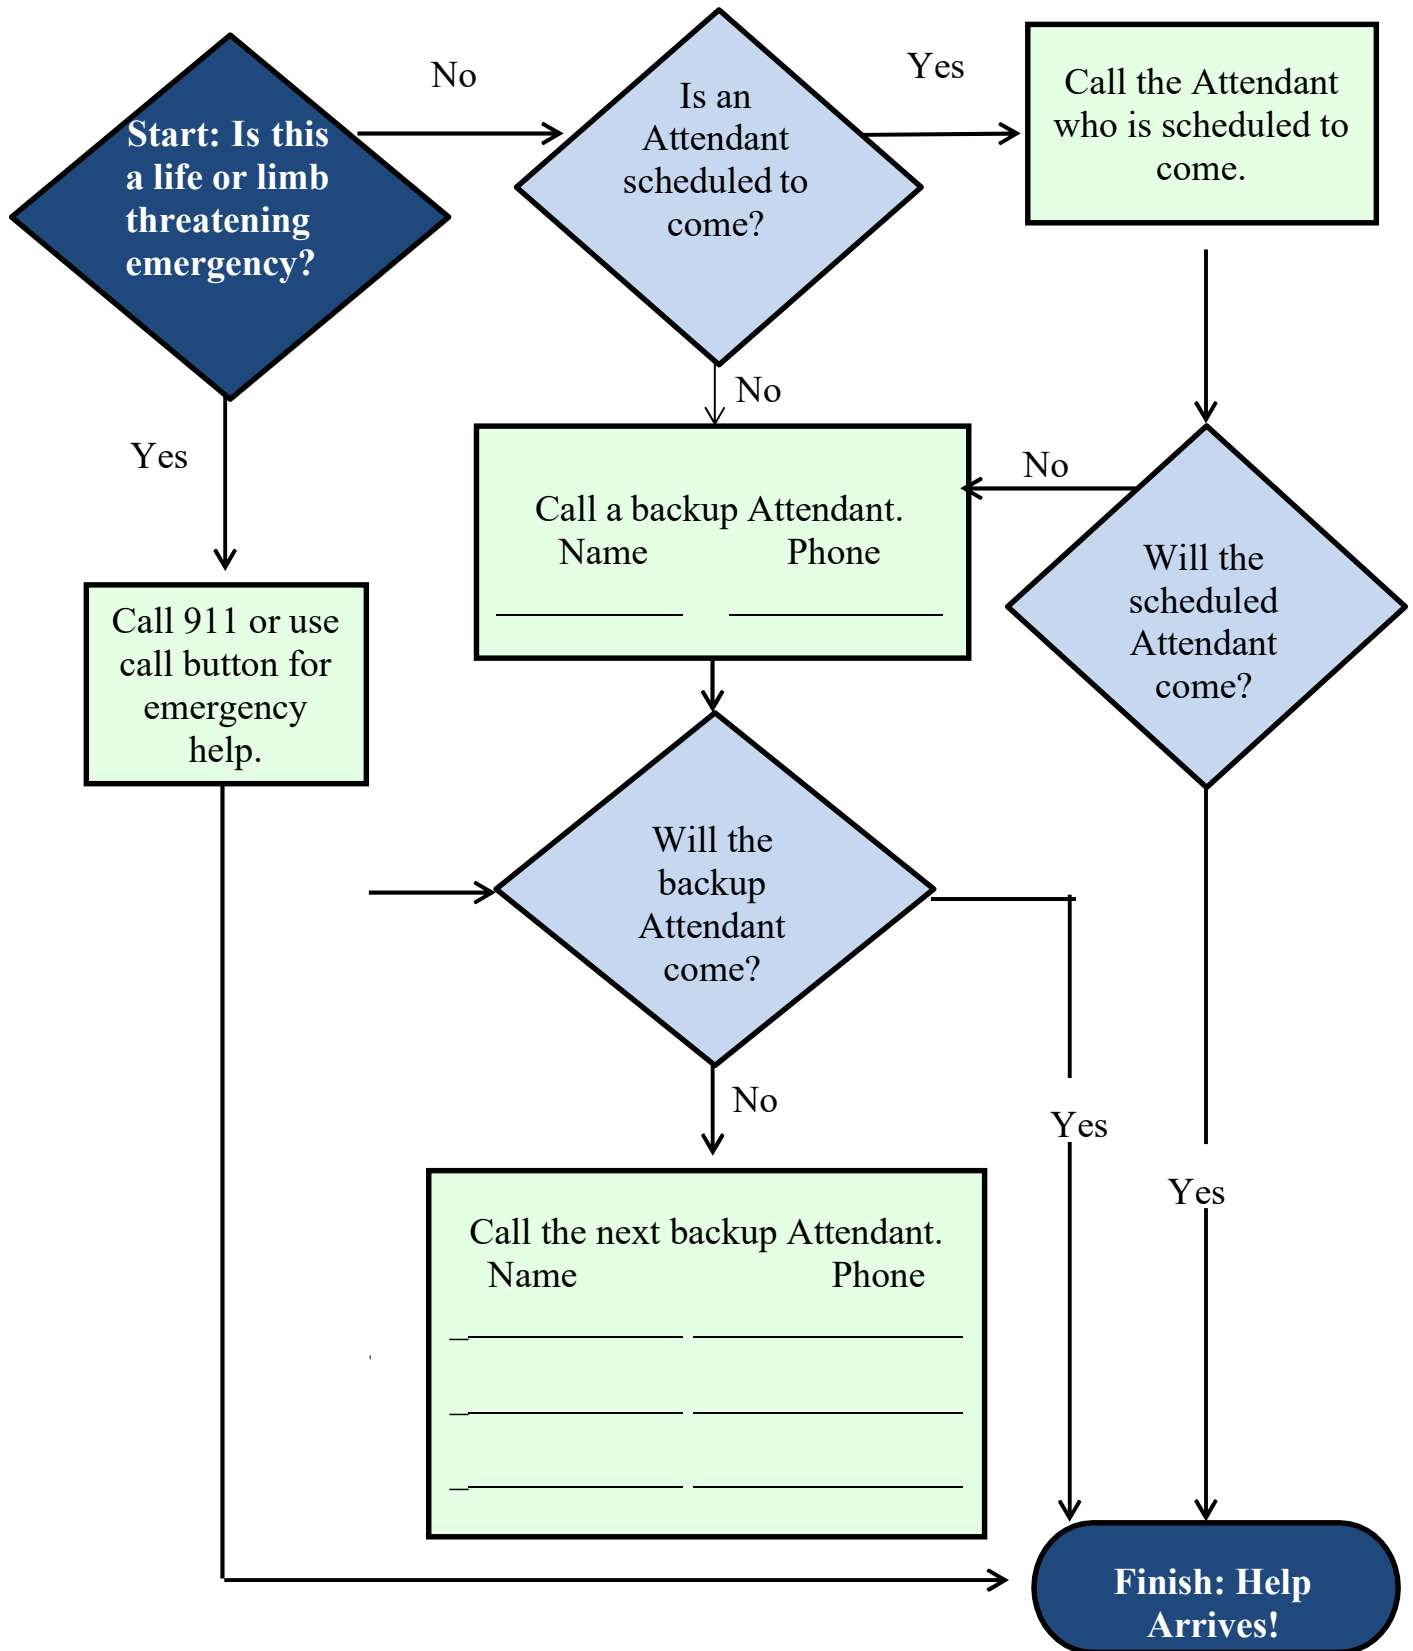 Start: Is this
a life or limb
threatening
emergency?
No
Is an
Attendant
scheduled to
come?
Yes
Call the Attendant
who is scheduled to
come.
No
Yes
Call a backup Attendant.
Name Phone
No
Will the
scheduled
Attendant
come?
Call 911 or use
call button for
emergency
help.
Will the
backup
Attendant
come?
No
Yes
Yes
Call the next backup Attendant.
Name Phone
Finish: Help
Arrives!